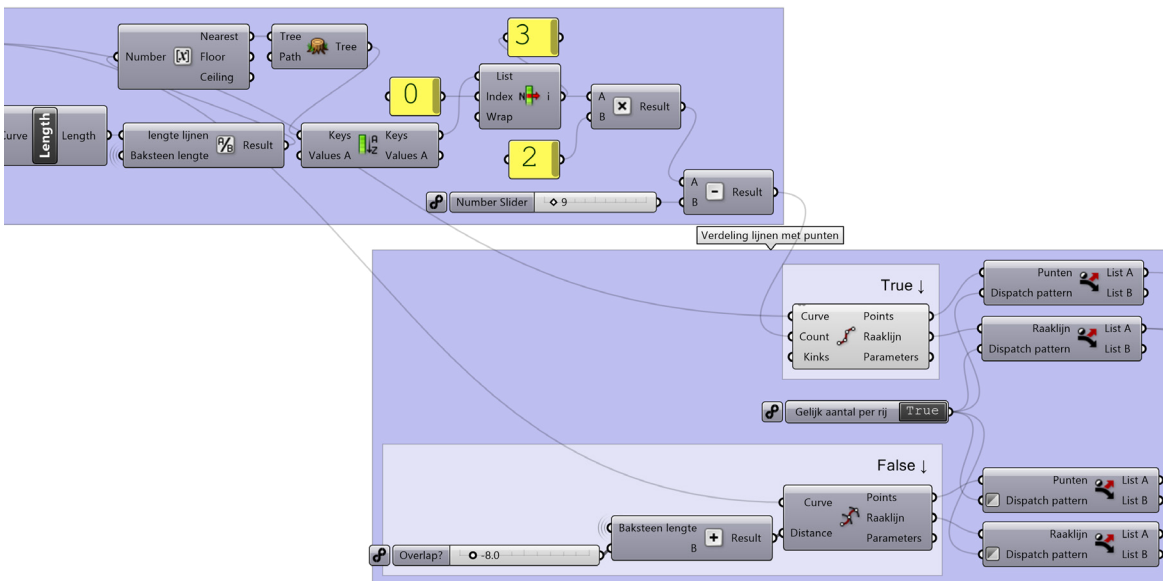 Number
Nearest
Floor
Ceiling
Tree
Path
Tree
3
0
List
Index
Wrap
N
i
A
B
Result
Curve
Length
Length
lengte lijnen
Baksteen lengte
A/B
Result
Keys
Values A
A
Z
Keys
Values A
2
Number Slider
9
A
B
Result
Verdeling lijnen met punten
True ↓
Curve
Count
Kinks
Points
Raaklijn
Parameters
Punten
Dispatch pattern
List A
List B
Raaklijn
Dispatch pattern
List A
List B
Gelijk aantal per rij
True
False ↓
Curve
Distance
Points
Raaklijn
Parameters
Baksteen lengte
B
Result
Overlap?
-8.0
Punten
Dispatch pattern
List A
List B
Raaklijn
Dispatch pattern
List A
List B